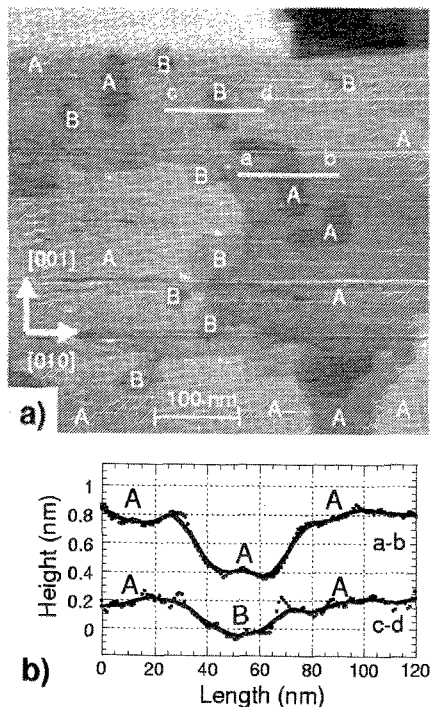 A
A
B
B
c
B
d
B
A
a
b
B
A
A
[001]
A
B
B
A
B
[010]
B
100 nm
a)
A
A
A
A
Height (nm)
1
0.8
0.6
0.4
0.2
0
A
A
A
a-b
A
B
A
c-d
0
20
40
60
80
100
120
Length (nm)
b)